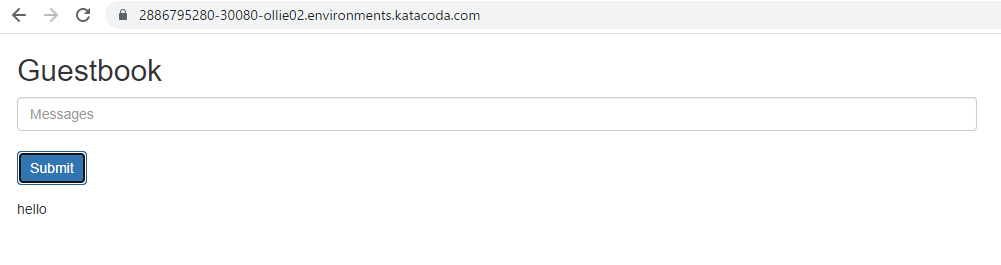 2886795280-30080-ollie02.environments.katacoda.com
Guestbook
Messages
Submit
hello